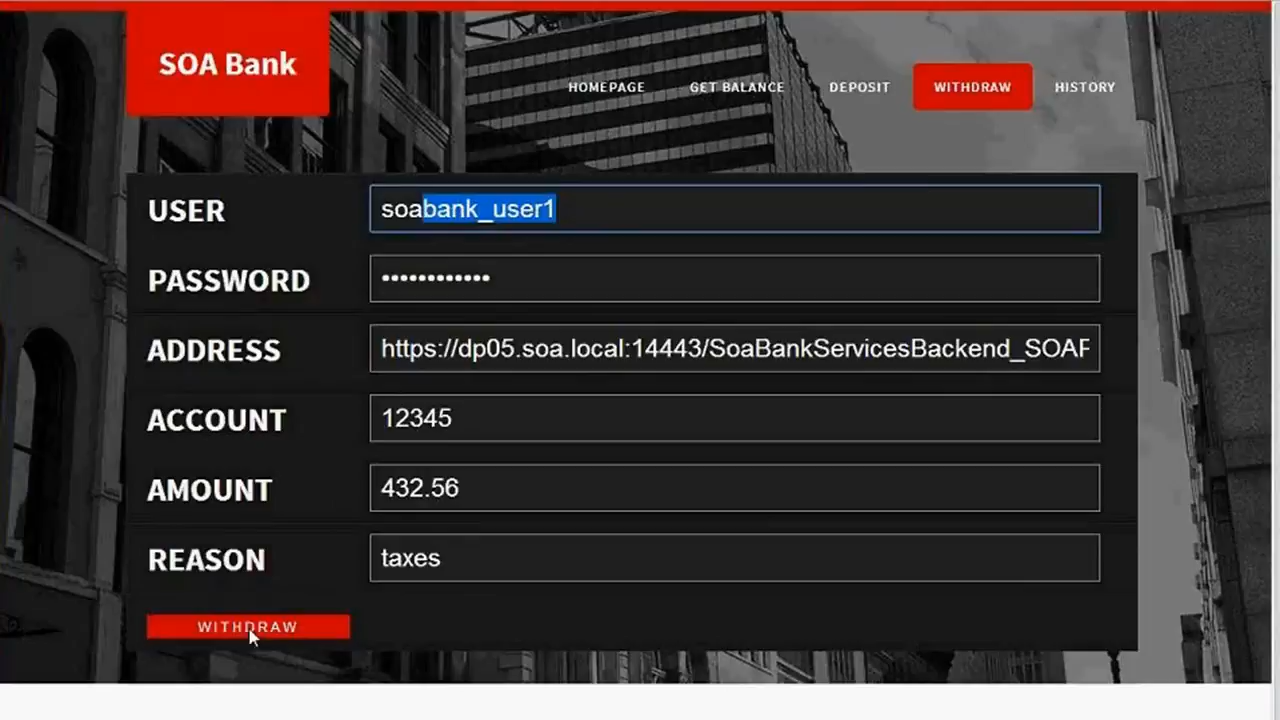 SOA Bank
HOMEPAGE GET BALANCE DEPOSIT WITHDRAW HISTORY
USER soabank_user1
PASSWORD ••••••••••••
ADDRESS https://dp05.soa.local:14443/SoaBankServicesBackend_SOAP
ACCOUNT 12345
AMOUNT 432.56
REASON taxes
WITHDRAW